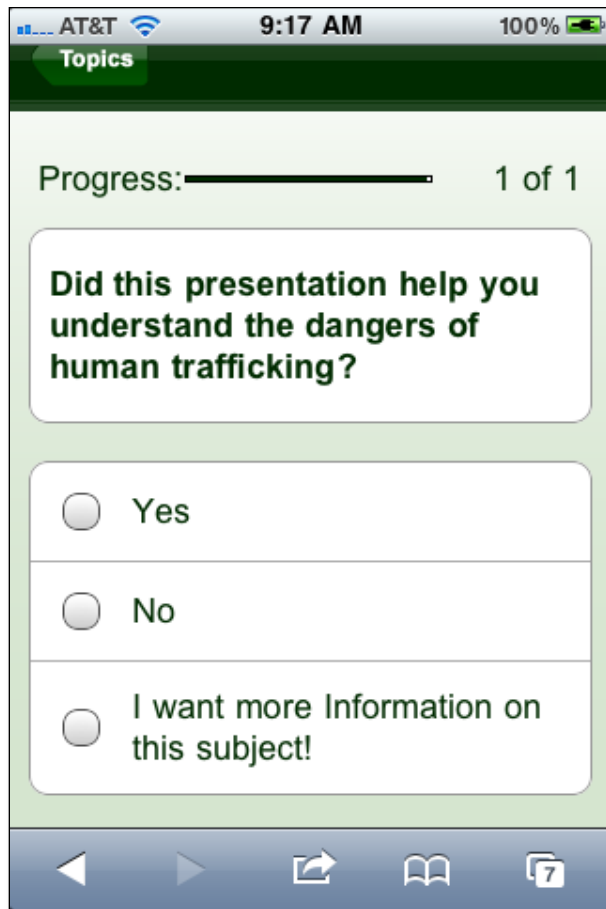 AT&T 9:17 AM 100%
Topics
Progress: 1 of 1
Did this presentation help you
understand the dangers of
human trafficking?
Yes
No
I want more Information on
this subject!
7